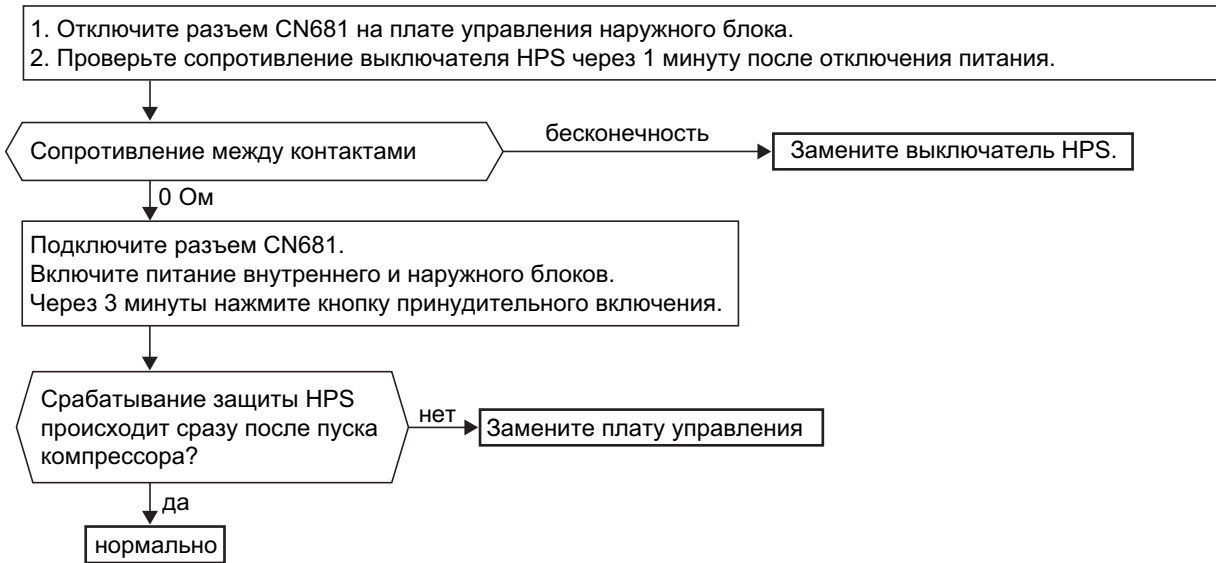 1. Отключите разъем CN681 на плате управления наружного блока.
2. Проверьте сопротивление выключателя HPS через 1 минуту после отключения питания.
Сопротивление между контактами
бесконечность
Замените выключатель HPS.
0 Ом
Подключите разъем CN681.
Включите питание внутреннего и наружного блоков.
Через 3 минуты нажмите кнопку принудительного включения.
Срабатывание защиты HPS
происходит сразу после пуска
компрессора?
нет
Замените плату управления
да
нормально